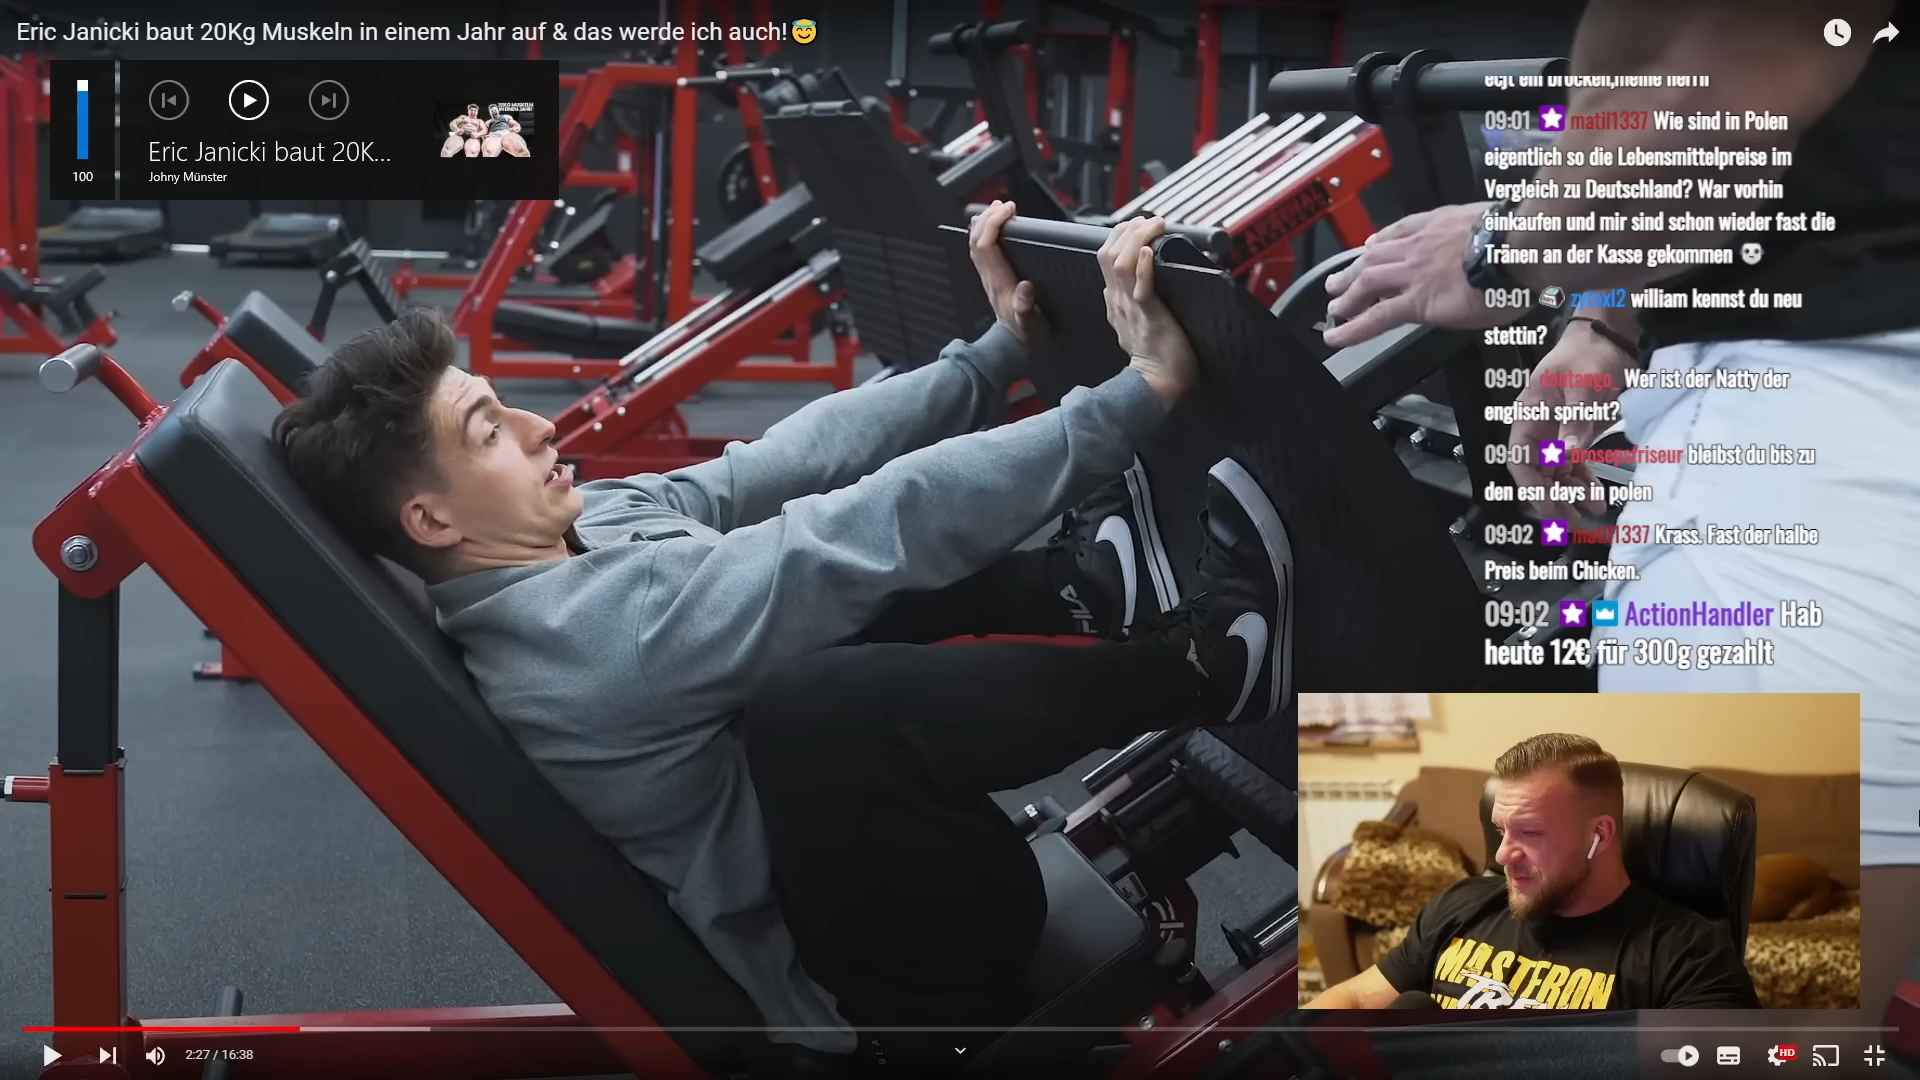 Eric Janicki baut 20Kg Muskeln in einem Jahr auf & das werde ich auch!😇
100
Eric Janicki baut 20K...
Johny Münster
09:01 matil1337 Wie sind in Polen
eigentlich so die Lebensmittelpreise im
Vergleich zu Deutschland? War vorhin
einkaufen und mir sind schon wieder fast die
Tränen an der Kasse gekommen
09:01 william kennst du neu
stettin?
09:01 Wer ist der Natty der
englisch spricht?
09:01 bleibst du bis zu
den esn days in polen
09:02 matil1337 Krass. Fast der halbe
Preis beim Chicken.
09:02 ActionHandler Hab
heute 12€ für 300g gezahlt
FILA
MASTERON
2:27 / 16:38
HD